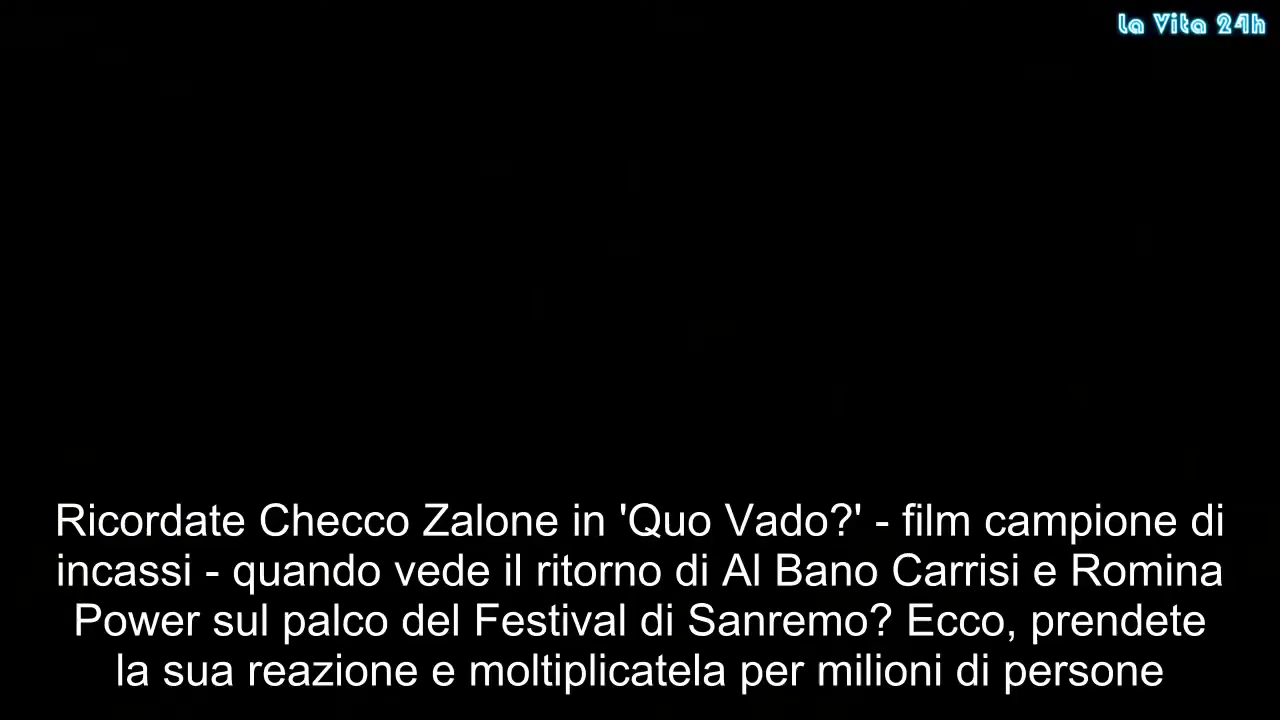 la Vita 24h
Ricordate Checco Zalone in 'Quo Vado?' - film campione di
incassi - quando vede il ritorno di Al Bano Carrisi e Romina
Power sul palco del Festival di Sanremo? Ecco, prendete
la sua reazione e moltiplicatela per milioni di persone